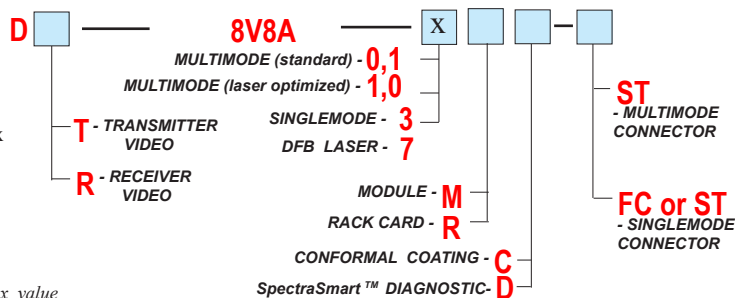 D 8V8A X
MULTIMODE (standard) - 0,1
MULTIMODE (laser optimized) - 1,0
SINGLEMODE - 3
DFB LASER - 7
T - TRANSMITTER
VIDEO
R - RECEIVER
VIDEO
x
MODULE - M
RACK CARD - R
CONFORMAL COATING - C
SpectraSmart ™ DIAGNOSTIC- D
ST
- MULTIMODE
CONNECTOR
FC or ST
- SINGLEMODE
CONNECTOR
x value